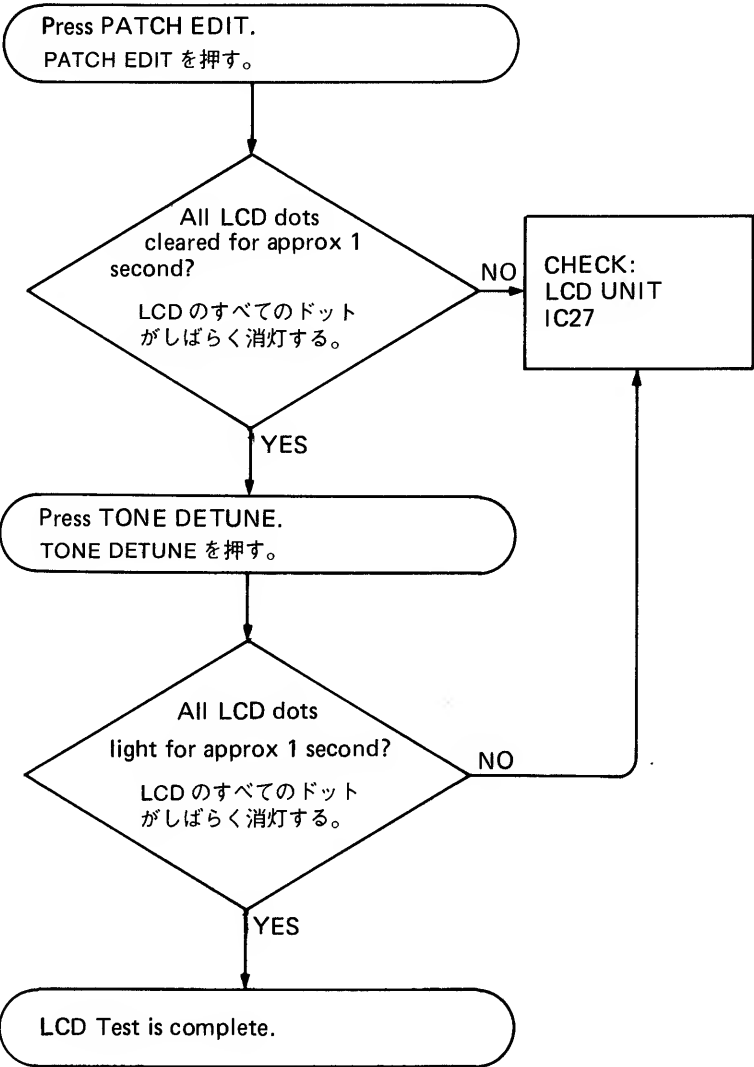 Press PATCH EDIT.
PATCH EDIT を押す。
All LCD dots
cleared for approx 1
second?
LCD のすべてのドット
がしばらく消灯する。
NO
CHECK:
LCD UNIT
IC27
YES
Press TONE DETUNE.
TONE DETUNE を押す。
All LCD dots
light for approx 1 second?
LCD のすべてのドット
がしばらく消灯する。
NO
YES
LCD Test is complete.